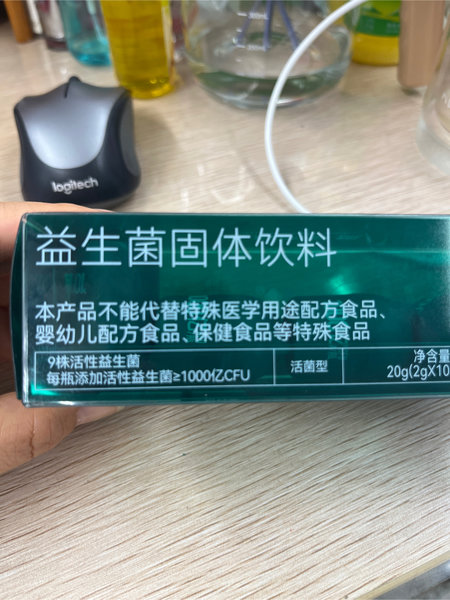 logitech
益生菌固体饮料
本产品不能代替特殊医学用途配方食品、
婴幼儿配方食品、保健食品等特殊食品
9株活性益生菌
每瓶添加活性益生菌≥1000亿CFU
活菌型
净含量
20g(2gX10